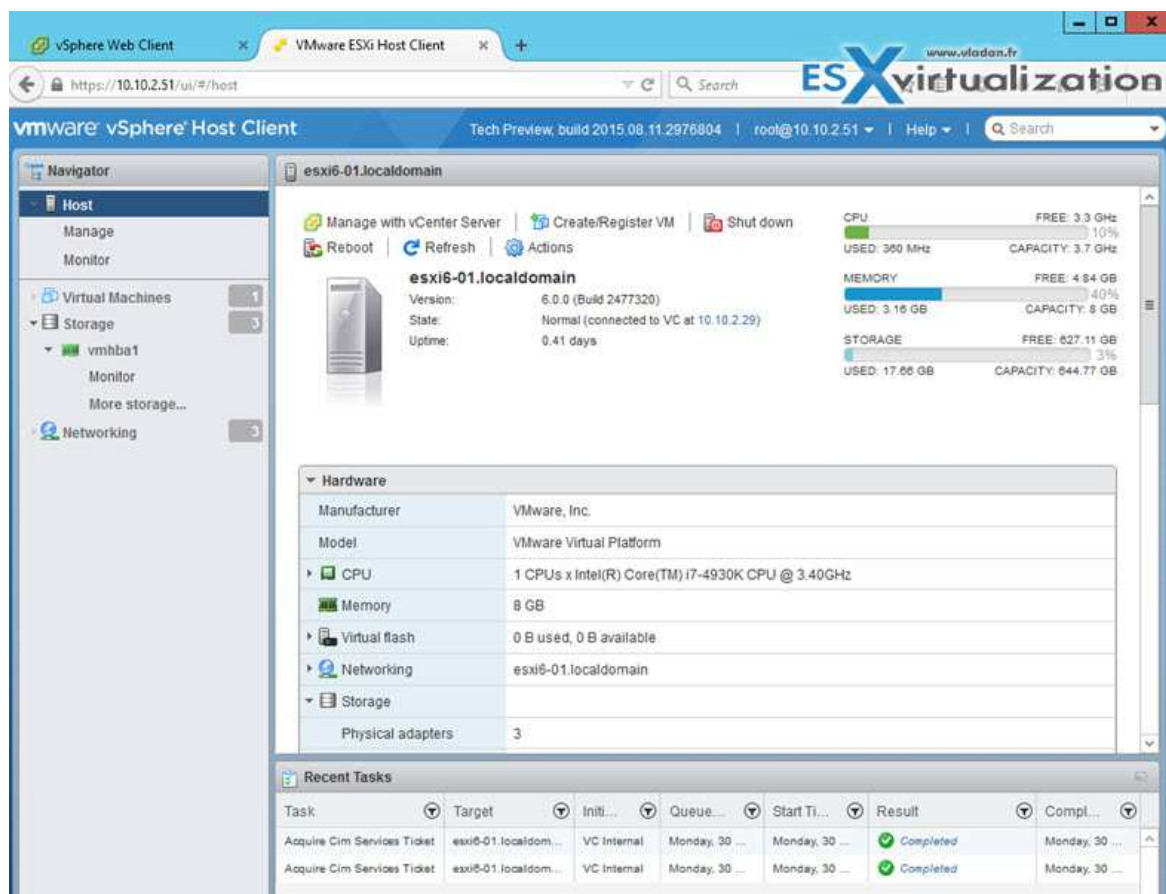 vSphere Web Client × VMware ESXi Host Client × +
www.vladan.fr
ESX virtualization
https://10.10.2.51/ui/#/host Search
vmware vSphere® Host Client Tech Preview, build 2015.08.11.2976804 | root@10.10.2.51 | Help | Search
Navigator
Host
Manage
Monitor
Virtual Machines 1
Storage 3
vmhba1
Monitor
More storage...
Networking 3
esxi6-01.localdomain
Manage with vCenter Server | Create/Register VM | Shut down
Reboot | Refresh | Actions
esxi6-01.localdomain
Version: 6.0.0 (Build 2477320)
State: Normal (connected to VC at 10.10.2.29)
Uptime: 0.41 days
CPU FREE: 3.3 GHz
10%
USED: 360 MHz CAPACITY: 3.7 GHz
MEMORY FREE: 4.84 GB
40%
USED: 3.16 GB CAPACITY: 8 GB
STORAGE FREE: 627.11 GB
3%
USED: 17.66 GB CAPACITY: 644.77 GB
Hardware
Manufacturer VMware, Inc.
Model VMware Virtual Platform
CPU 1 CPUs x Intel(R) Core(TM) i7-4930K CPU @ 3.40GHz
Memory 8 GB
Virtual flash 0 B used, 0 B available
Networking esxi6-01.localdomain
Storage
Physical adapters 3
Recent Tasks
Task Target Initi... Queue... Start Ti... Result Compl...
Acquire Cim Services Ticket esxi6-01.localdom... VC Internal Monday, 30 ... Monday, 30 ... Completed Monday, 30 ...
Acquire Cim Services Ticket esxi6-01.localdom... VC Internal Monday, 30 ... Monday, 30 ... Completed Monday, 30 ...